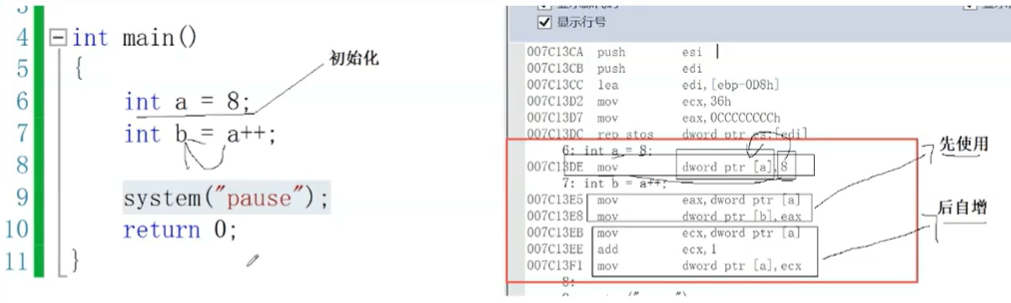 4 int main()
5 {
初始化
6 int a = 8;
7 int b = a++;
8
9 system("pause");
10 return 0;
11 }
显示行号
007C13CA push esi
007C13CB push edi
007C13CC lea edi,[ebp-0D8h]
007C13D2 mov ecx,36h
007C13D7 mov eax,0CCCCCCCCh
007C13DC rep stos dword ptr es:[edi]
6: int a = 8;
007C13DE mov dword ptr [a],8
7: int b = a++;
007C13E5 mov eax,dword ptr [a]
007C13E8 mov dword ptr [b],eax
007C13EB mov ecx,dword ptr [a]
007C13EE add ecx,1
007C13F1 mov dword ptr [a],ecx
8:
先使用
后自增